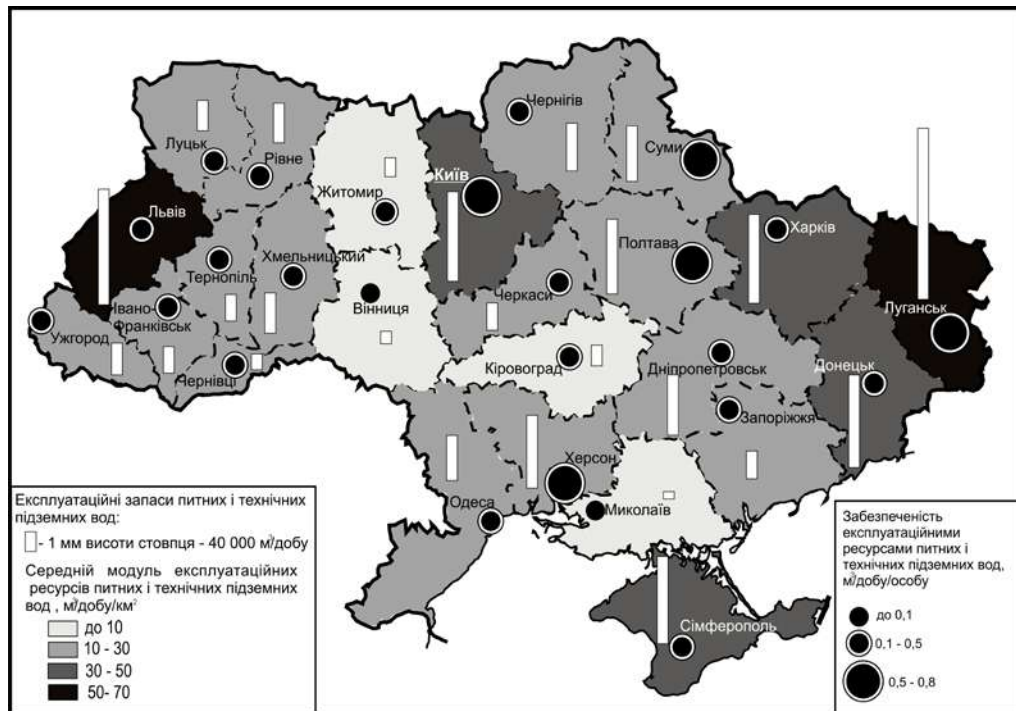 Чернігів
Суми
Луцьк
Рівне
Київ
Житомир
Львів
Харків
Полтава
Тернопіль
Хмельницький
Черкаси
Вінниця
Івано-
Франківськ
Ужгород
Луганськ
Чернівці
Кіровоград
Дніпропетровськ
Донецьк
Запоріжжя
Херсон
Одеса
Миколаїв
Сімферополь
Експлуатаційні запаси питних і технічних
підземних вод:
- 1 мм висоти стовпця - 40 000 м³/добу
Середній модуль експлуатаційних
ресурсів питних і технічних підземних
вод , м³/добу/км²
до 10
10 - 30
30 - 50
50- 70
Забезпеченість
експлуатаційними
ресурсами питних і
технічних підземних вод,
м³/добу/особу
до 0,1
0,1 - 0,5
0,5 - 0,8